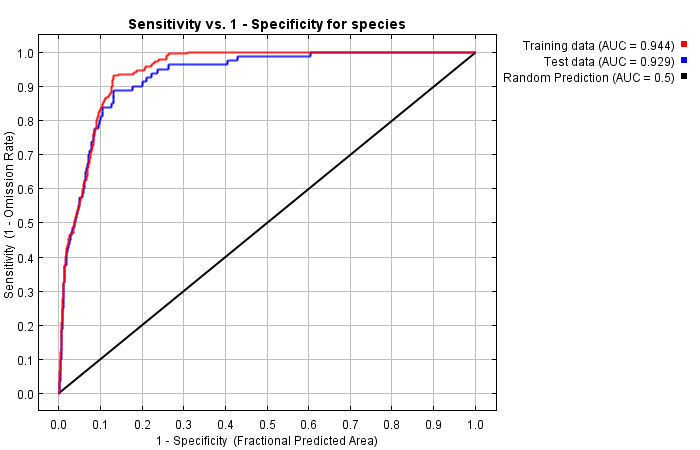 Sensitivity vs. 1 - Specificity for species
Training data (AUC = 0.944)
Test data (AUC = 0.929)
Random Prediction (AUC = 0.5)
Sensitivity (1 - Omission Rate)
1.0
0.9
0.8
0.7
0.6
0.5
0.4
0.3
0.2
0.1
0.0
0.0 0.1 0.2 0.3 0.4 0.5 0.6 0.7 0.8 0.9 1.0
1 - Specificity (Fractional Predicted Area)